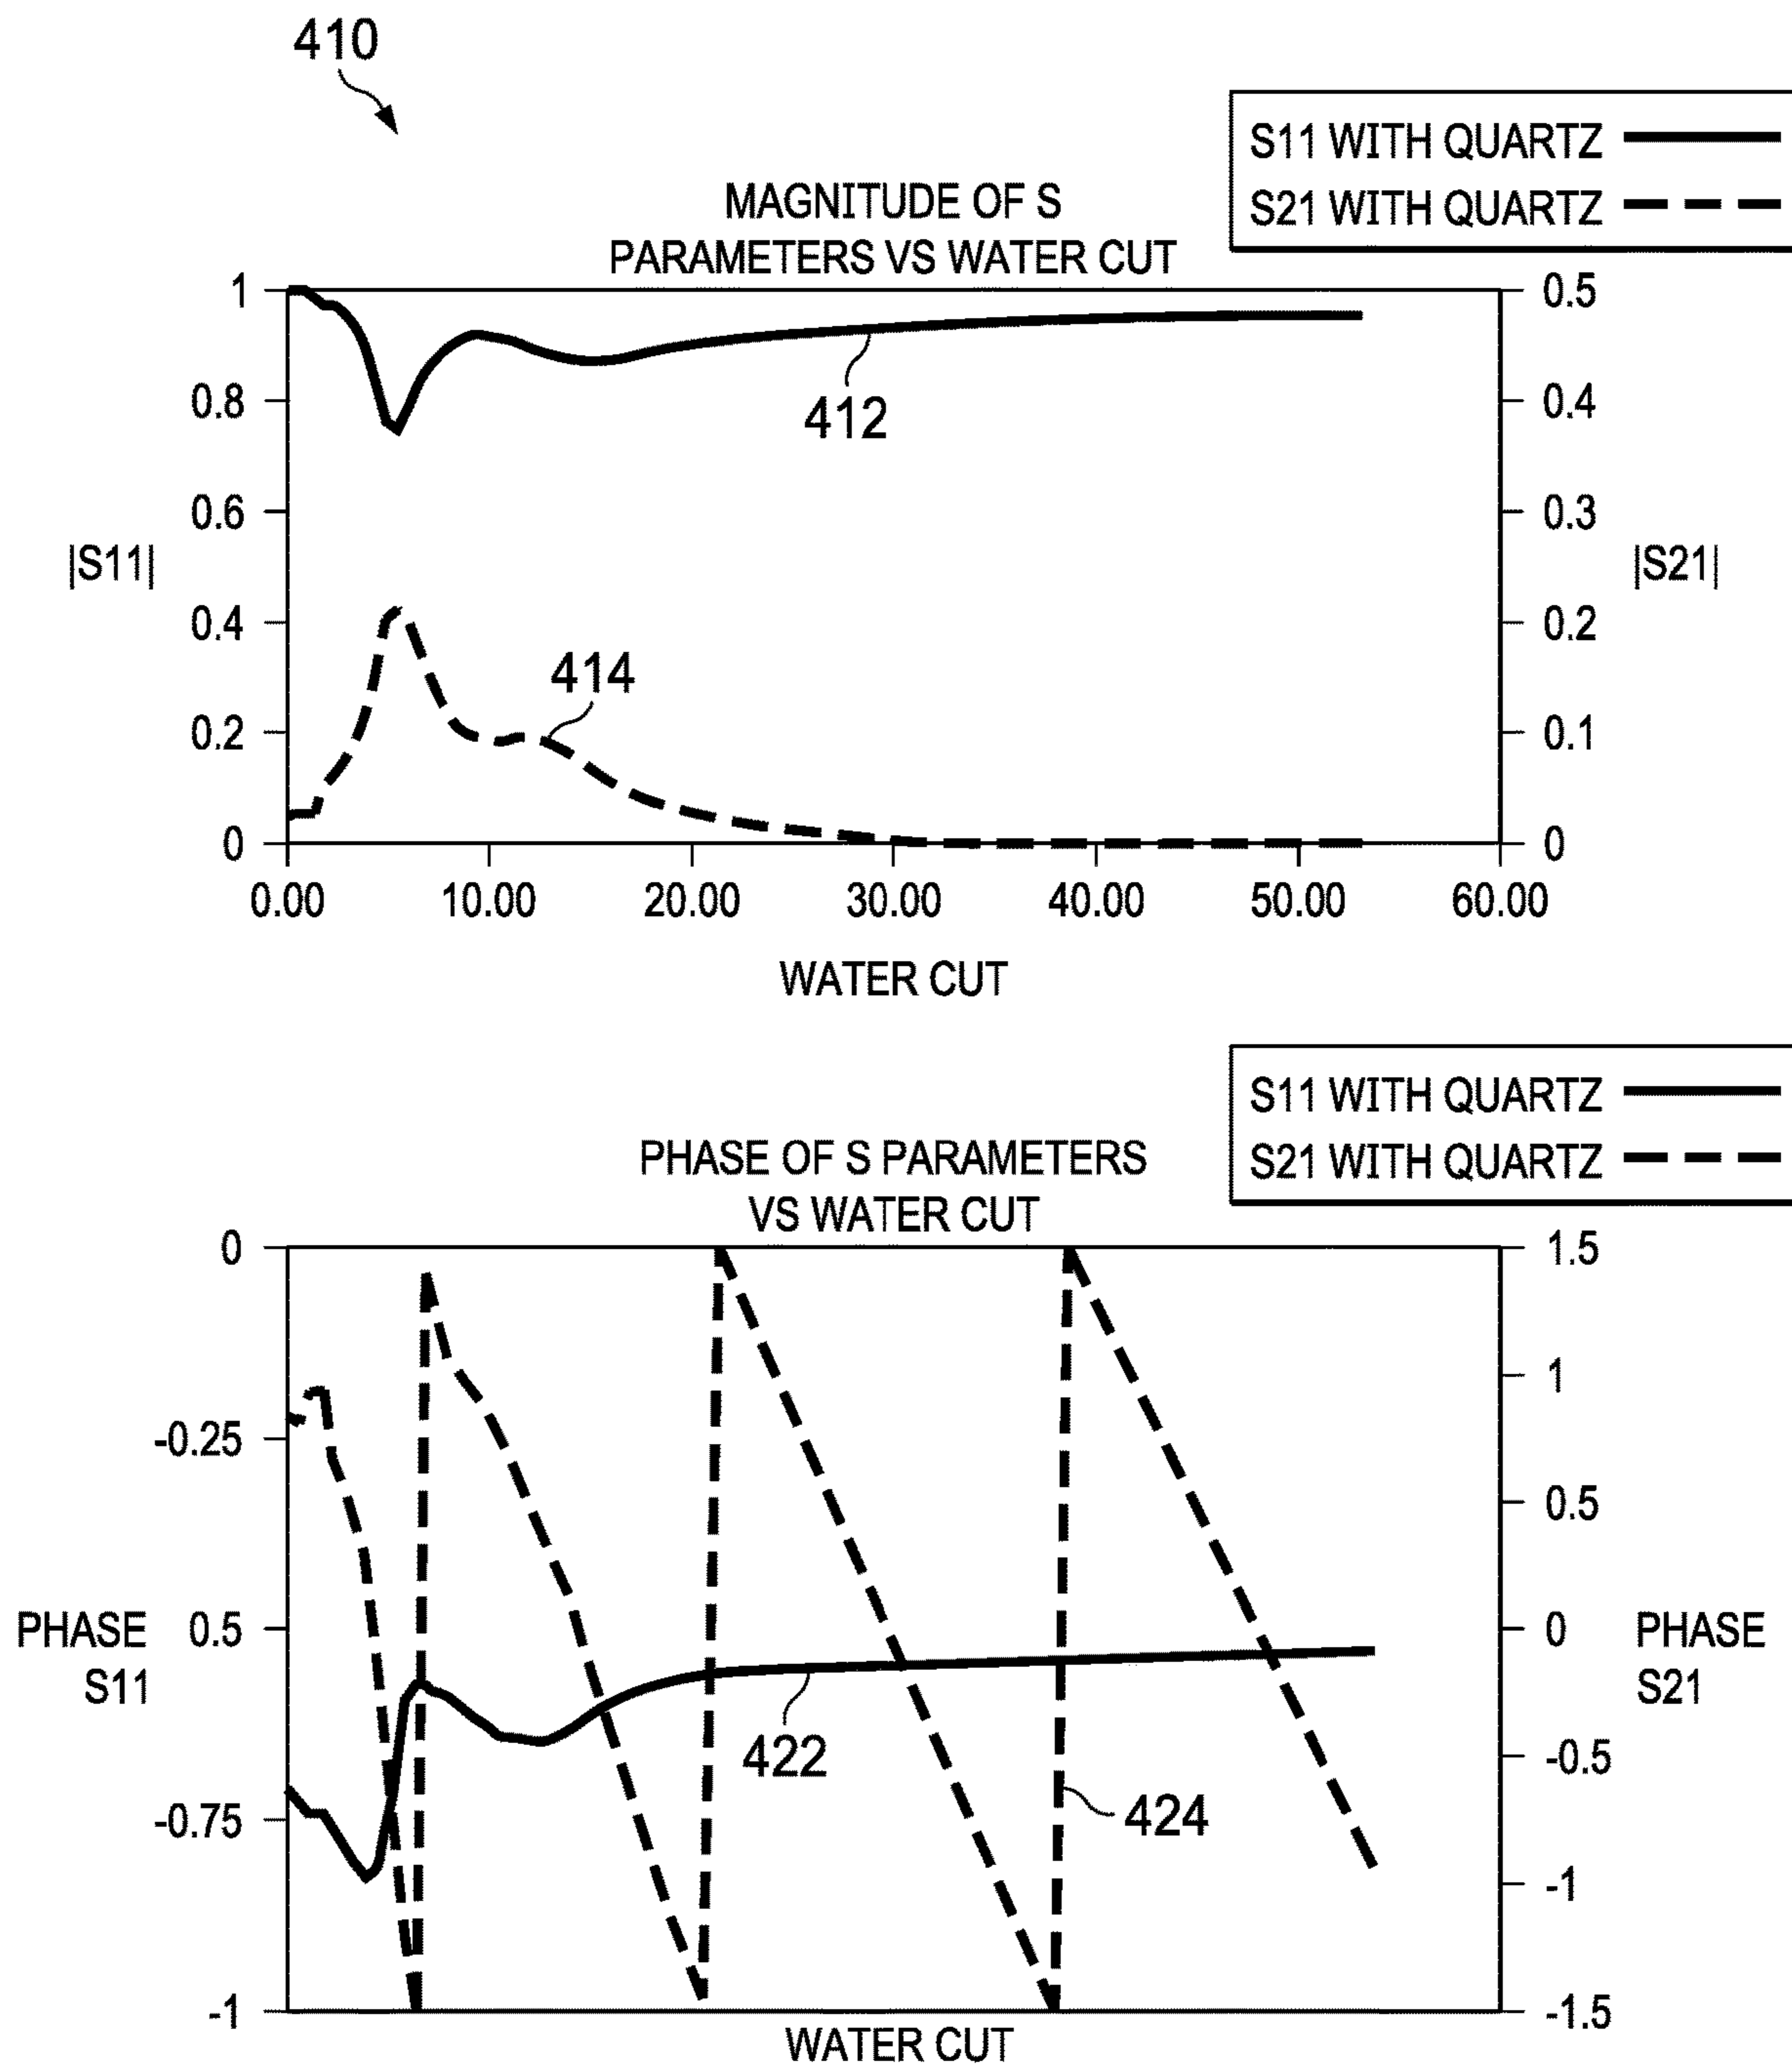 410
S11 WITH QUARTZ
S21 WITH QUARTZ
MAGNITUDE OF S
PARAMETERS VS WATER CUT
1
0.8
0.6
0.4
0.2
0
|S11|
0.5
0.4
0.3
0.2
0.1
0
|S21|
412
414
0.00 10.00 20.00 30.00 40.00 50.00 60.00
WATER CUT
S11 WITH QUARTZ
S21 WITH QUARTZ
PHASE OF S PARAMETERS
VS WATER CUT
0
-0.25
0.5
-0.75
-1
PHASE
S11
1.5
1
0.5
0
-0.5
-1
-1.5
PHASE
S21
422
424
WATER CUT